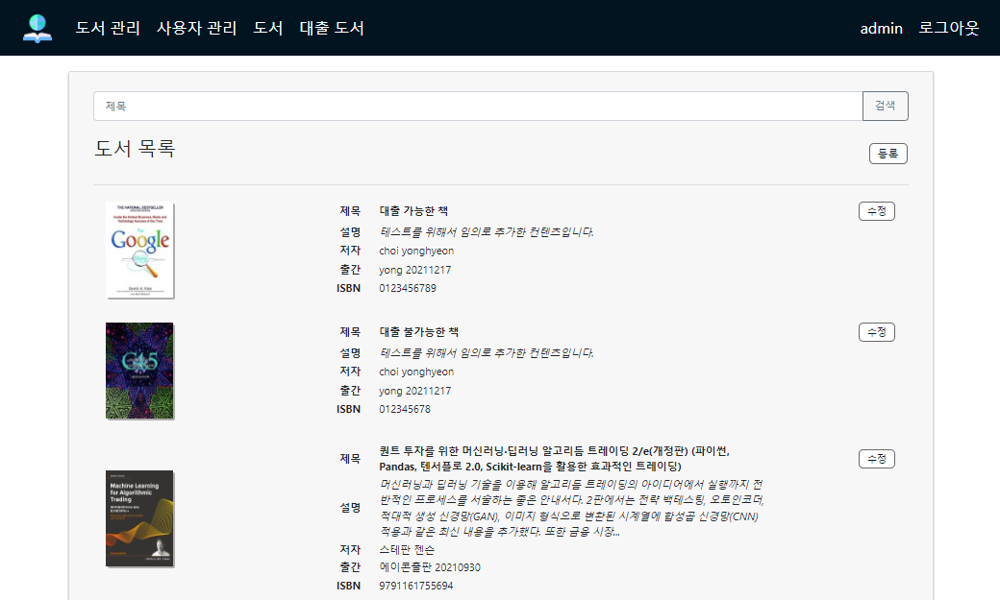 도서 관리 사용자 관리 도서 대출 도서 admin 로그아웃
제목 검색
도서 목록 등록
THE NATIONAL BESTSELLER
Google
제목 대출 가능한 책 수정
설명 테스트를 위해서 임의로 추가한 컨텐츠입니다.
저자 choi yonghyeon
출간 yong 20211217
ISBN 0123456789
제목 대출 불가능한 책 수정
설명 테스트를 위해서 임의로 추가한 컨텐츠입니다.
저자 choi yonghyeon
출간 yong 20211217
ISBN 012345678
Machine Learning
for Algorithmic
Trading
제목 퀀트 투자를 위한 머신러닝·딥러닝 알고리듬 트레이딩 2/e(개정판) (파이썬,
Pandas, 텐서플로 2.0, Scikit-learn을 활용한 효과적인 트레이딩) 수정
설명 머신러닝과 딥러닝 기술을 이용해 알고리듬 트레이딩의 아이디어에서 실행까지 전
반적인 프로세스를 서술하는 좋은 안내서다. 2판에서는 전략 백테스팅, 오토인코더,
적대적 생성 신경망(GAN), 이미지 형식으로 변환된 시계열에 합성곱 신경망(CNN)
적용과 같은 최신 내용을 추가했다. 또한 금융 시장...
저자 스테판 젠슨
출간 에이콘출판 20210930
ISBN 9791161755694